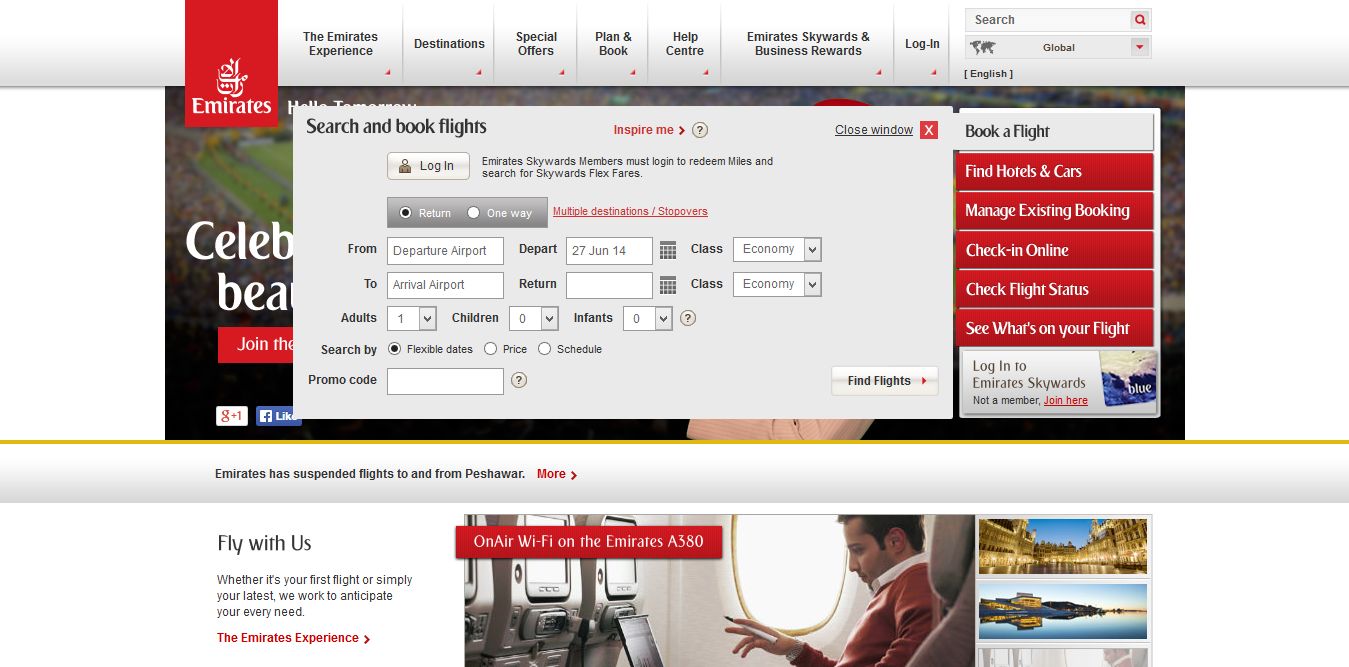 The Emirates
Experience
Destinations
Special
Offers
Plan &
Book
Help
Centre
Emirates Skywards &
Business Rewards
Log-In
Search
Global
[ English ]
Emirates
Hello Tomorrow
Search and book flights
Inspire me
?
Close window X
Log In
Emirates Skywards Members must login to redeem Miles and
search for Skywards Flex Fares.
Return One way Multiple destinations / Stopovers
From Departure Airport Depart 27 Jun 14 Class Economy
To Arrival Airport Return Class Economy
Adults 1 Children 0 Infants 0 ?
Search by Flexible dates Price Schedule
Promo code ?
Find Flights
Book a Flight
Find Hotels & Cars
Manage Existing Booking
Check-in Online
Check Flight Status
See What's on your Flight
Log In to
Emirates Skywards
Not a member, Join here
blue
Celeb
beau
Join the
g+1
f Like
Emirates has suspended flights to and from Peshawar. More
Fly with Us
Whether it's your first flight or simply
your latest, we work to anticipate
your every need.
The Emirates Experience
OnAir Wi-Fi on the Emirates A380